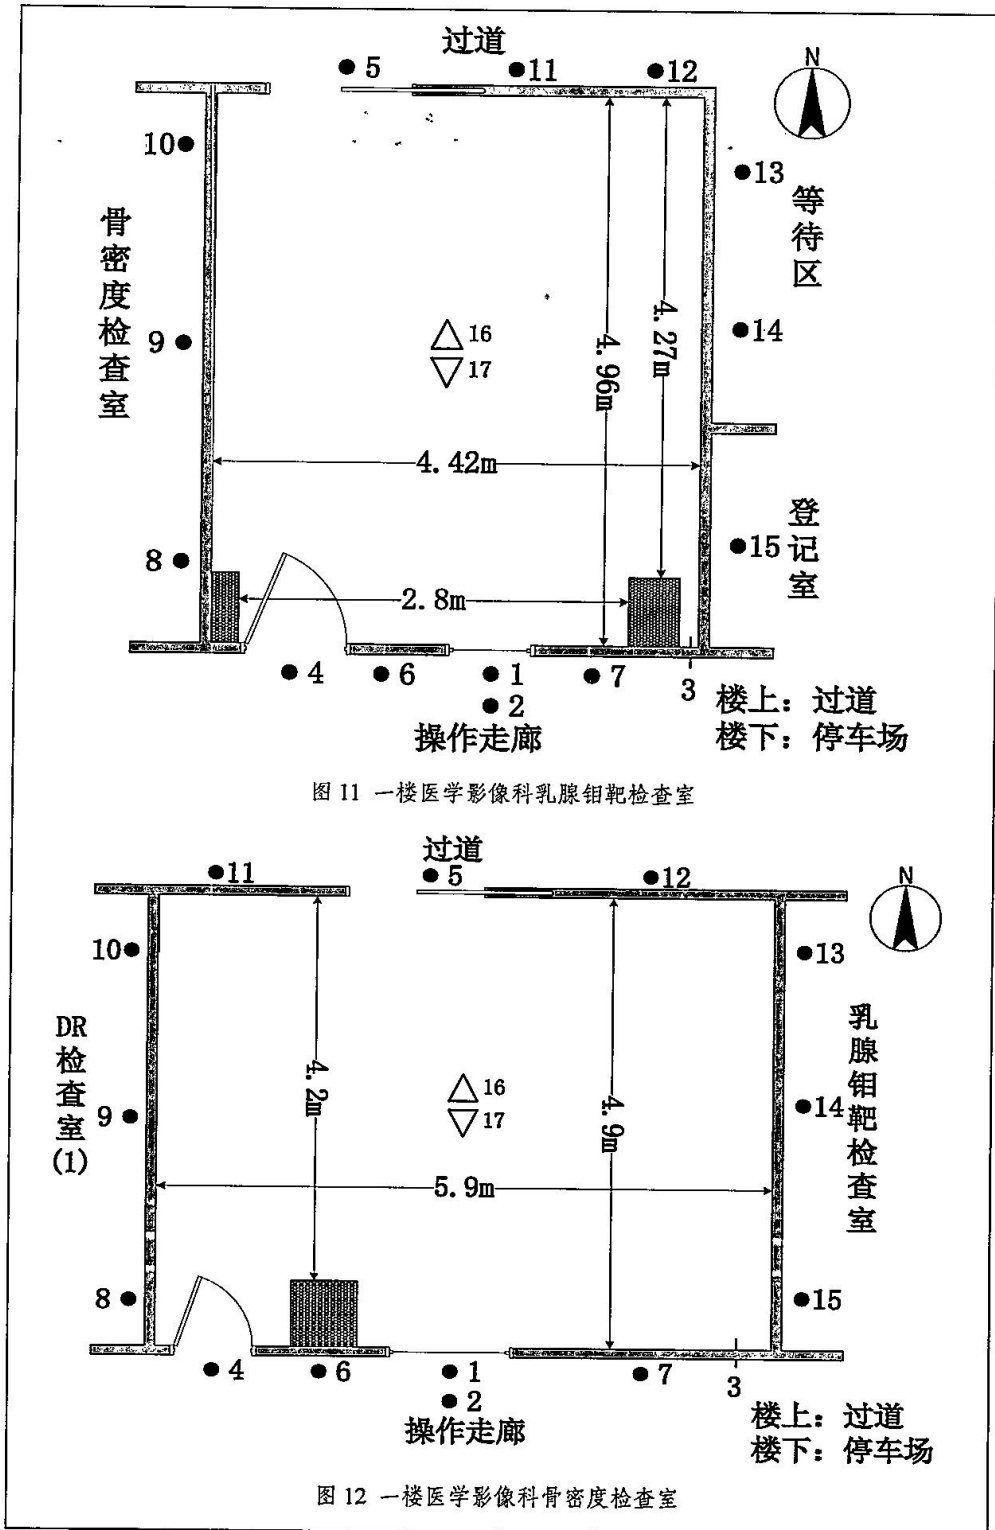 过道
N
5
11
12
10
13
骨密度检查室
等待区
9
16
17
14
4.27m
4.96m
4.42m
8
15
登记室
2.8m
4
6
1
7
3
2
操作走廊
楼上：过道
楼下：停车场
图 11 一楼医学影像科乳腺钼靶检查室
过道
N
11
5
12
10
13
DR检查室(1)
乳腺钼靶检查室
4.2m
16
17
4.9m
9
14
5.9m
8
15
4
6
1
7
3
2
操作走廊
楼上：过道
楼下：停车场
图 12 一楼医学影像科骨密度检查室